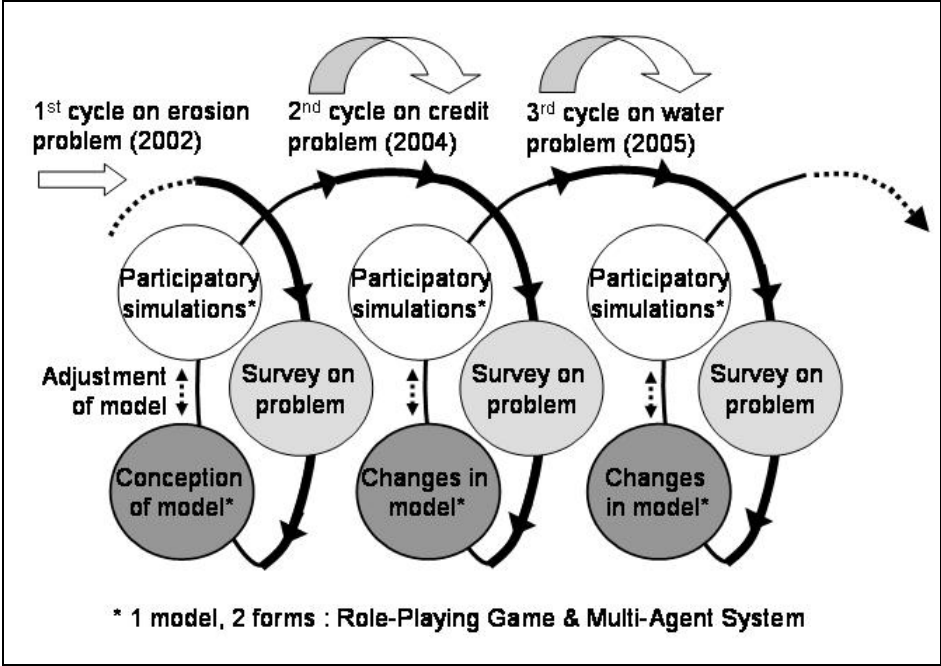 1st cycle on erosion
problem (2002)
2nd cycle on credit
problem (2004)
3rd cycle on water
problem (2005)
Participatory
simulations*
Participatory
simulations*
Participatory
simulations*
Adjustment
of model
Survey on
problem
Survey on
problem
Survey on
problem
Conception
of model*
Changes in
model*
Changes
in model*
* 1 model, 2 forms : Role-Playing Game & Multi-Agent System